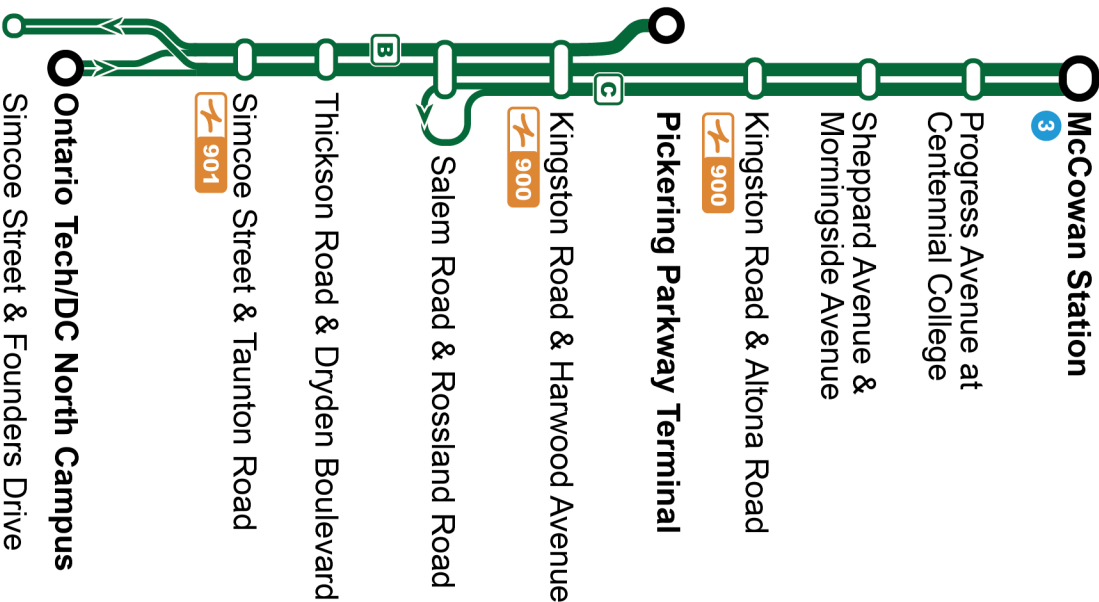 McCowan Station
3
Progress Avenue at
Centennial College
Sheppard Avenue &
Morningside Avenue
Kingston Road & Altona Road
900
Pickering Parkway Terminal
C
Kingston Road & Harwood Avenue
900
Salem Road & Rossland Road
B
Thickson Road & Dryden Boulevard
Simcoe Street & Taunton Road
901
Ontario Tech/DC North Campus
Simcoe Street & Founders Drive